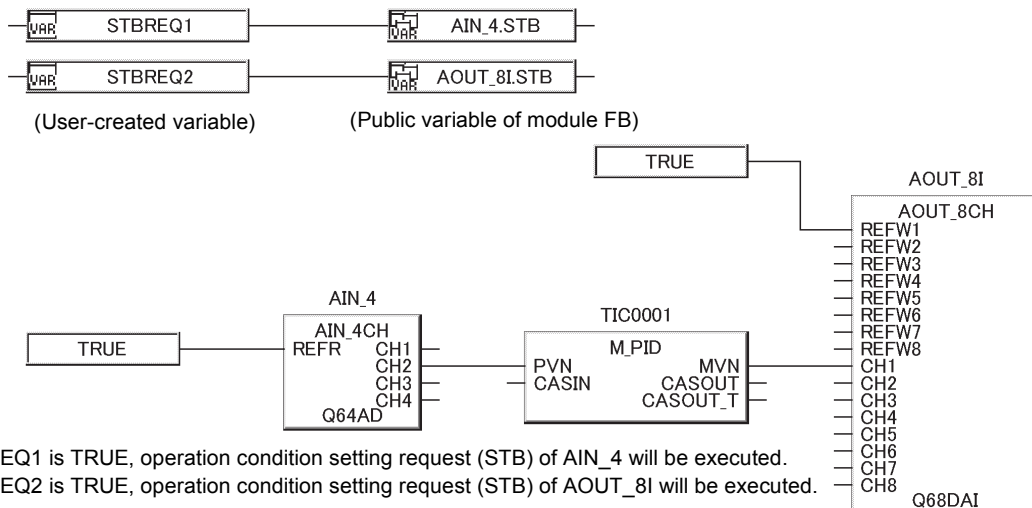 VAR STBREQ1 VAR AIN_4.STB
VAR STBREQ2 VAR AOUT_8I.STB
(User-created variable) (Public variable of module FB)
TRUE
AOUT_8I
AOUT_8CH
REFW1
REFW2
REFW3
REFW4
REFW5
REFW6
REFW7
REFW8
CH1
CH2
CH3
CH4
CH5
CH6
CH7
CH8
Q68DAI
TRUE
AIN_4
AIN_4CH
REFR CH1
CH2
CH3
CH4
Q64AD
TIC0001
M_PID
PVN MVN
CASIN CASOUT
CASOUT_T
EQ1 is TRUE, operation condition setting request (STB) of AIN_4 will be executed.
EQ2 is TRUE, operation condition setting request (STB) of AOUT_8I will be executed.